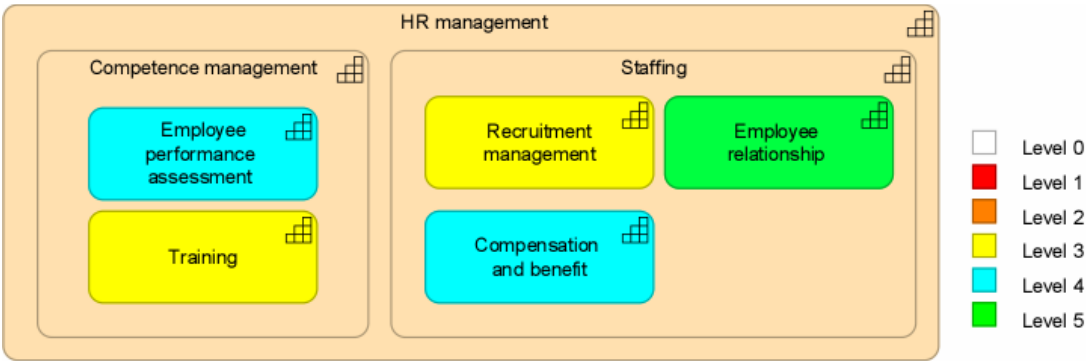 HR management
Competence management
Employee
performance
assessment
Training
Staffing
Recruitment
management
Employee
relationship
Compensation
and benefit
Level 0
Level 1
Level 2
Level 3
Level 4
Level 5